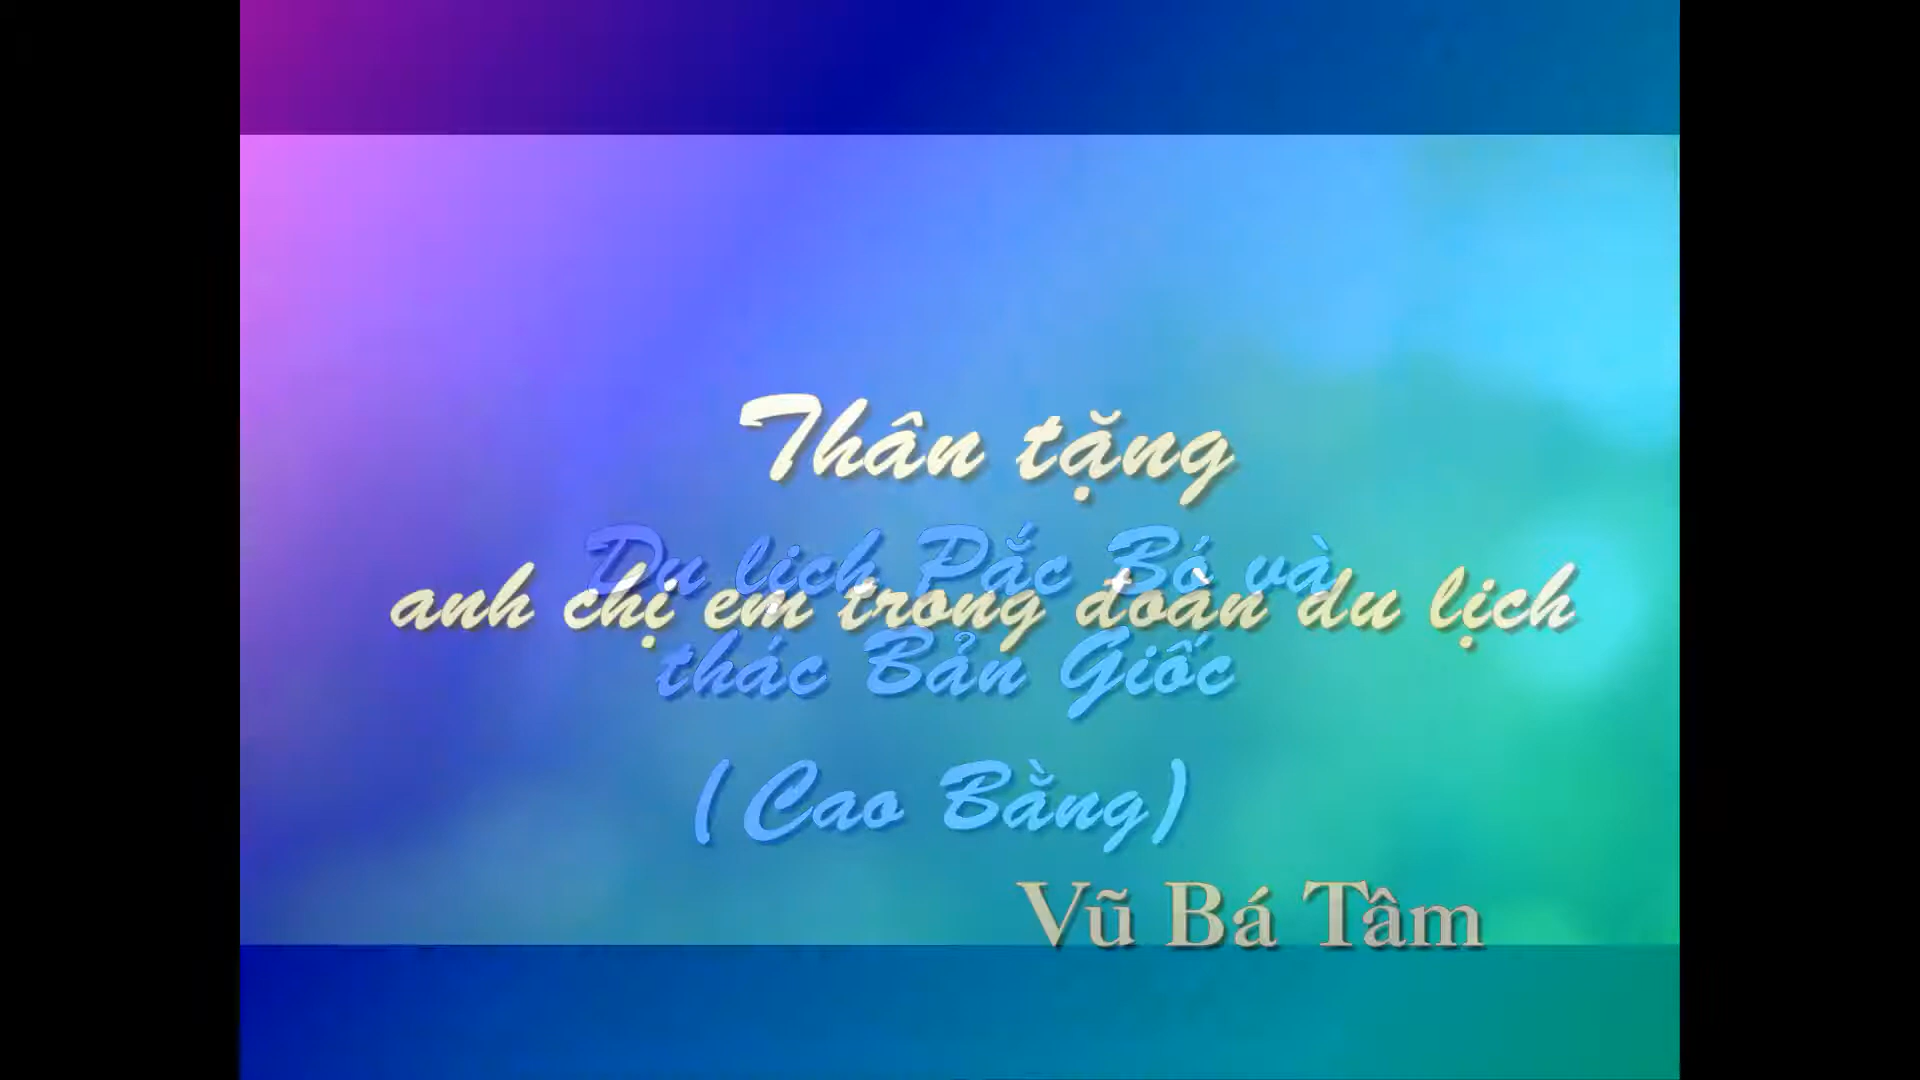 Thân tặng
Du lịch Pắc Bó và
anh chị em trong đoàn du lịch
thác Bản Giốc
(Cao Bằng)
Vũ Bá Tâm